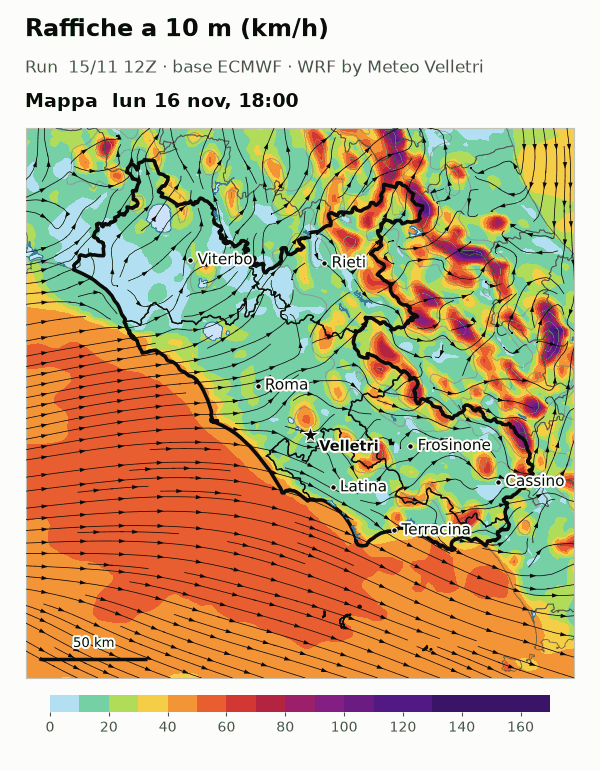 Raffiche a 10 m (km/h)
Run  15/11 12Z · base ECMWF · WRF by Meteo Velletri
Mappa  lun 16 nov, 18:00
Viterbo
Rieti
Roma
Velletri
Frosinone
Latina
Cassino
Terracina
50 km
0 20 40 60 80 100 120 140 160